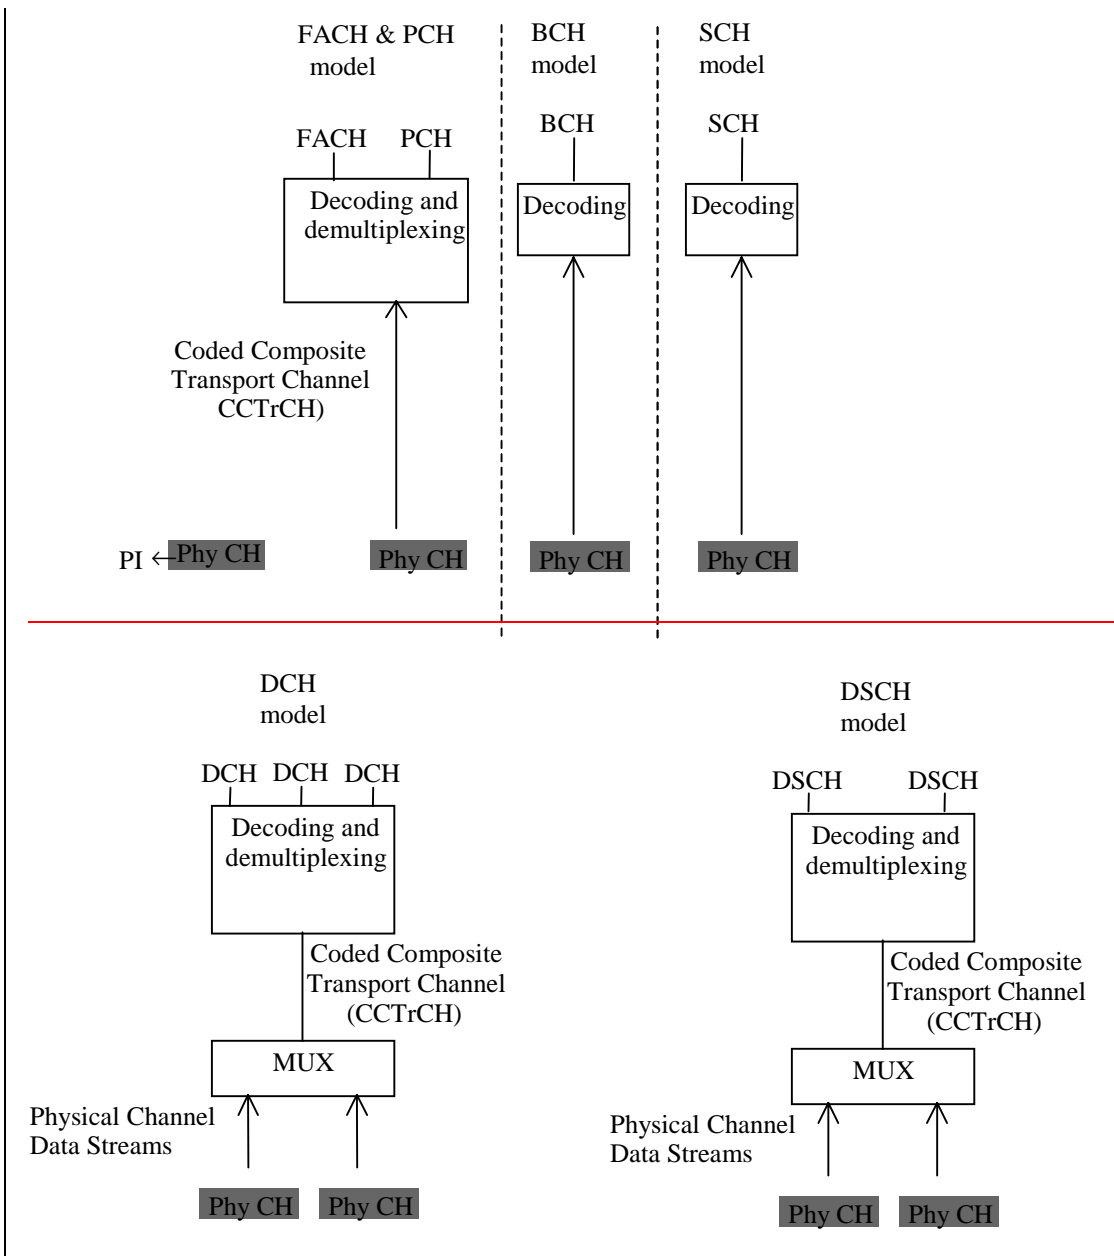 FACH & PCH
model
BCH
model
SCH
model
FACH
PCH
BCH
SCH
Decoding and
demultiplexing
Decoding
Decoding
Coded Composite
Transport Channel
CCTrCH)
PI
Phy CH
Phy CH
Phy CH
Phy CH
DCH
model
DSCH
model
DCH
DCH
DCH
DSCH
DSCH
Decoding and
demultiplexing
Decoding and
demultiplexing
Coded Composite
Transport Channel
(CCTrCH)
Coded Composite
Transport Channel
(CCTrCH)
MUX
MUX
Physical Channel
Data Streams
Physical Channel
Data Streams
Phy CH
Phy CH
Phy CH
Phy CH